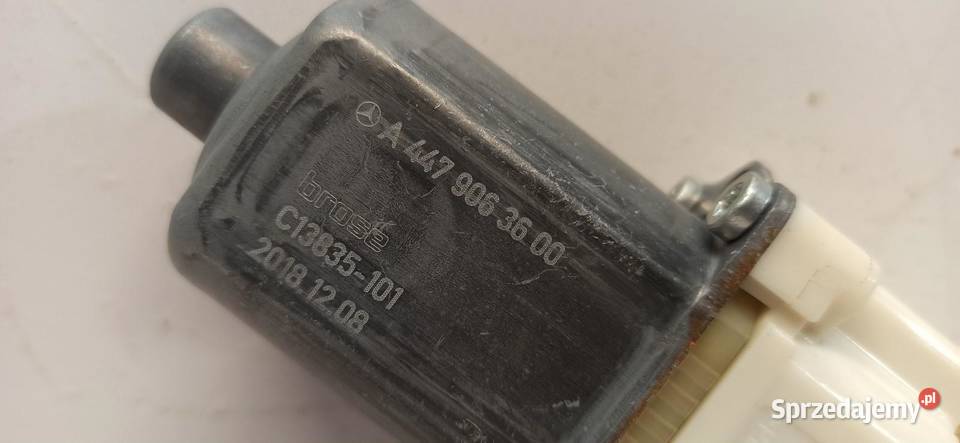 A 447 906 36 00
brose
C13835-101
2018.12.08
Sprzedajemy.pl